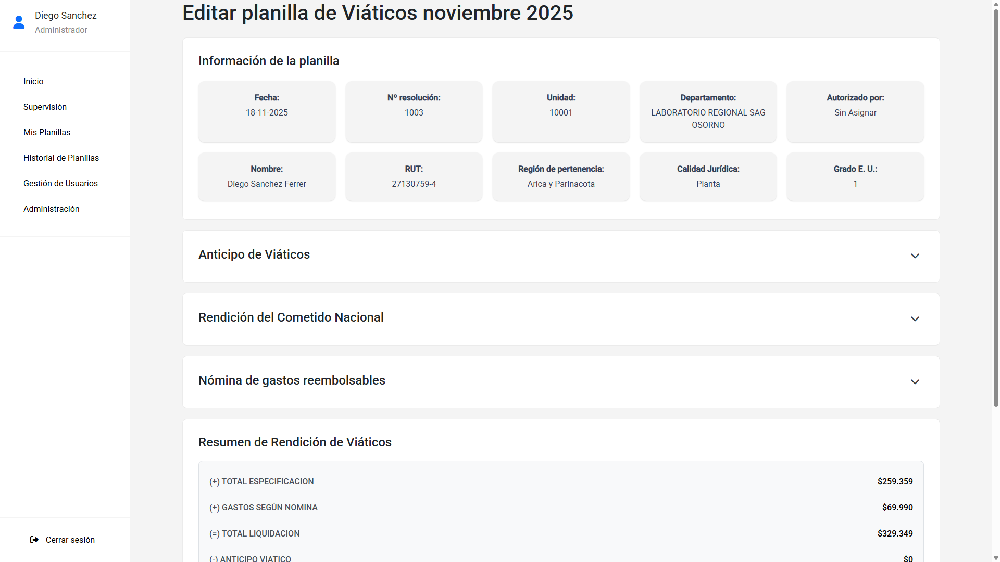 Diego Sanchez
Administrador
Inicio
Supervisión
Mis Planillas
Historial de Planillas
Gestión de Usuarios
Administración
Cerrar sesión
Editar planilla de Viáticos noviembre 2025
Información de la planilla
Fecha:
18-11-2025
Nº resolución:
1003
Unidad:
10001
Departamento:
LABORATORIO REGIONAL SAG
OSORNO
Autorizado por:
Sin Asignar
Nombre:
Diego Sanchez Ferrer
RUT:
27130759-4
Región de pertenencia:
Arica y Parinacota
Calidad Jurídica:
Planta
Grado E. U.:
1
Anticipo de Viáticos
Rendición del Cometido Nacional
Nómina de gastos reembolsables
Resumen de Rendición de Viáticos
(+) TOTAL ESPECIFICACION $259.359
(+) GASTOS SEGÚN NOMINA $69.990
(=) TOTAL LIQUIDACION $329.349
(-) ANTICIPO VIATICO $0